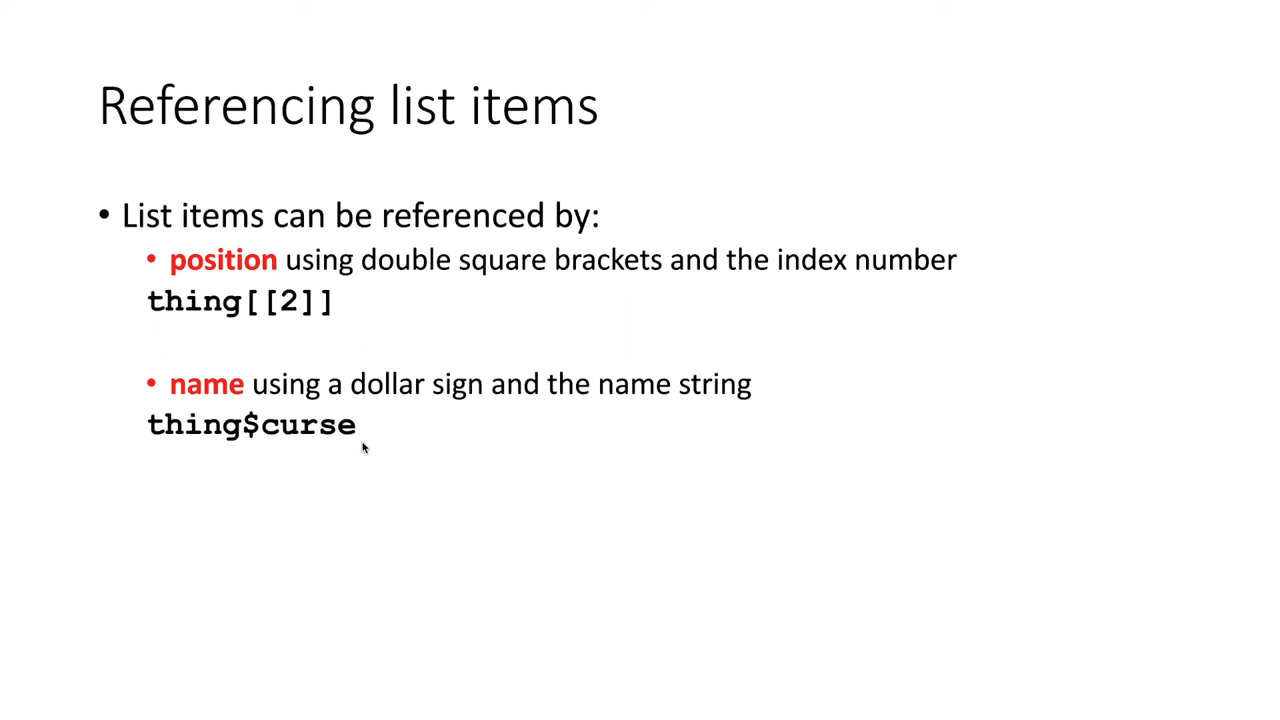 Referencing list items
• List items can be referenced by:
• position using double square brackets and the index number
thing[[2]]
• name using a dollar sign and the name string
thing$curse